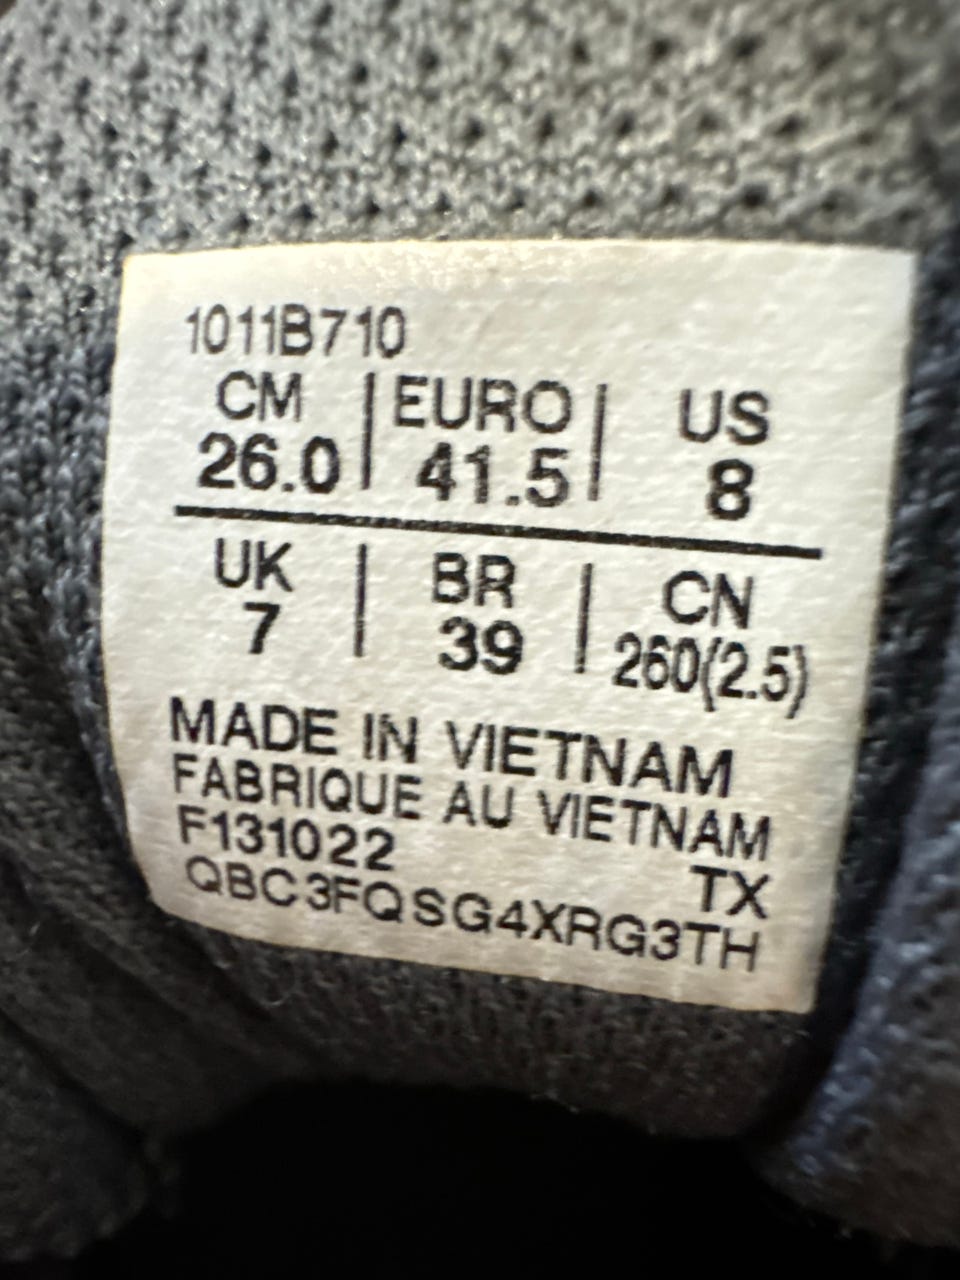 1011B710
CM | EURO | US
26.0 | 41.5 | 8
UK | BR | CN
7 | 39 | 260(2.5)
MADE IN VIETNAM
FABRIQUE AU VIETNAM
F131022 TX
QBC3FQSG4XRG3TH